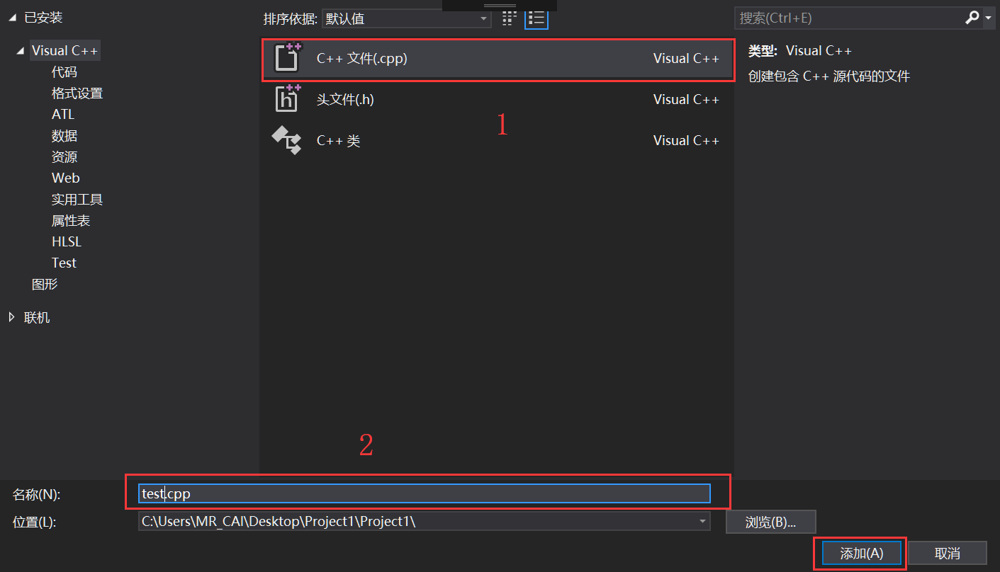 已安装
Visual C++
代码
格式设置
ATL
数据
资源
Web
实用工具
属性表
HLSL
Test
图形
联机
排序依据: 默认值
C++ 文件(.cpp) Visual C++
头文件(.h) Visual C++
1
C++ 类 Visual C++
搜索(Ctrl+E)
类型: Visual C++
创建包含 C++ 源代码的文件
2
名称(N): test.cpp
位置(L): C:\Users\MR_CAI\Desktop\Project1\Project1\ 浏览(B)...
添加(A) 取消